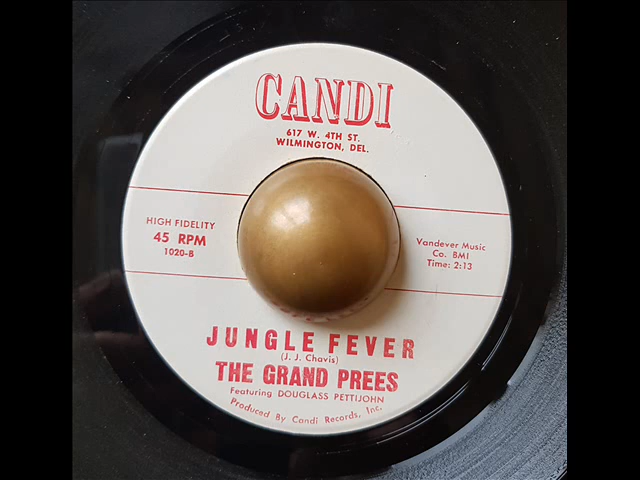 CANDI
617 W. 4TH ST.
WILMINGTON, DEL.
HIGH FIDELITY
45 RPM
1020-B
Vandever Music
Co. BMI
Time: 2:13
JUNGLE FEVER
(J. J. Chavis)
THE GRAND PREES
Featuring DOUGLASS PETTIJOHN
Produced By Candi Records, Inc.